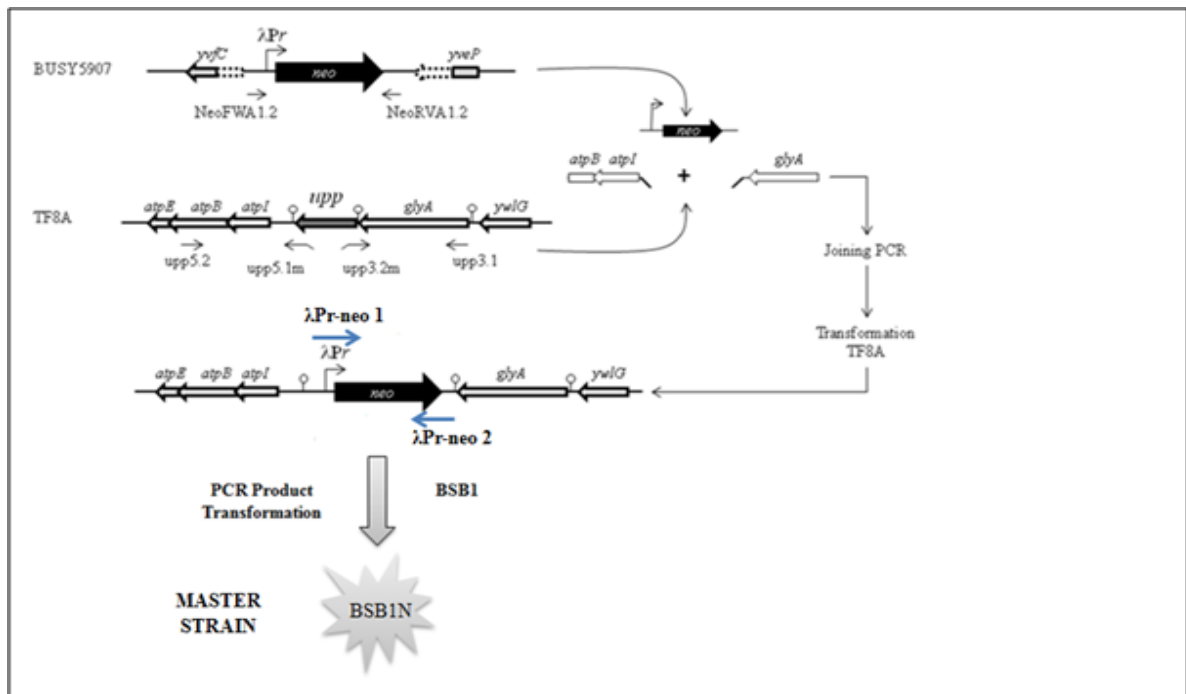 λPr
yvfC
yveP
BUSY5907
neo
NeoFWA1.2
NeoRVA1.2
neo
atpB atpI
+
glyA
upp
atpE
atpB
atpI
glyA
ywlG
TF8A
upp5.2
upp5.1m
upp3.2m
upp3.1
Joining PCR
λPr-neo 1
Transformation
TF8A
λPr
atpE
atpB
atpI
glyA
ywlG
neo
λPr-neo 2
PCR Product
Transformation
BSB1
MASTER
STRAIN
BSB1N